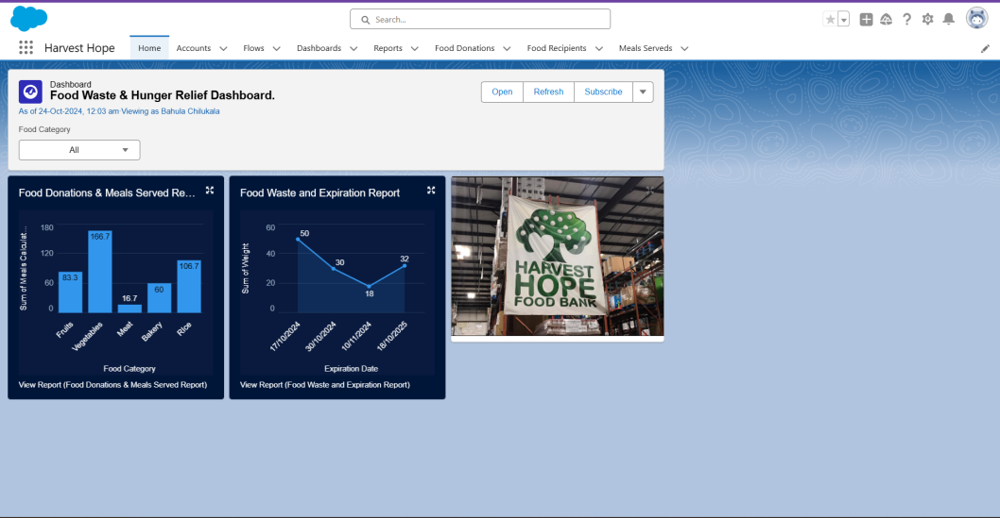 Search...
Harvest Hope
Home
Accounts
Flows
Dashboards
Reports
Food Donations
Food Recipients
Meals Serveds
Dashboard
Food Waste & Hunger Relief Dashboard.
As of 24-Oct-2024, 12:03 am·Viewing as Bahula Chilukala
Open
Refresh
Subscribe
Food Category
All
Food Donations & Meals Served Re...
Sum of Meals Calculat...
180
120
60
0
83.3
166.7
16.7
60
106.7
Fruits
Vegetables
Meat
Bakery
Rice
Food Category
View Report (Food Donations & Meals Served Report)
Food Waste and Expiration Report
Sum of Weight
60
40
20
0
50
30
18
32
17/10/2024
30/10/2024
10/11/2024
18/10/2025
Expiration Date
View Report (Food Waste and Expiration Report)
HARVEST
HOPE
FOOD BANK